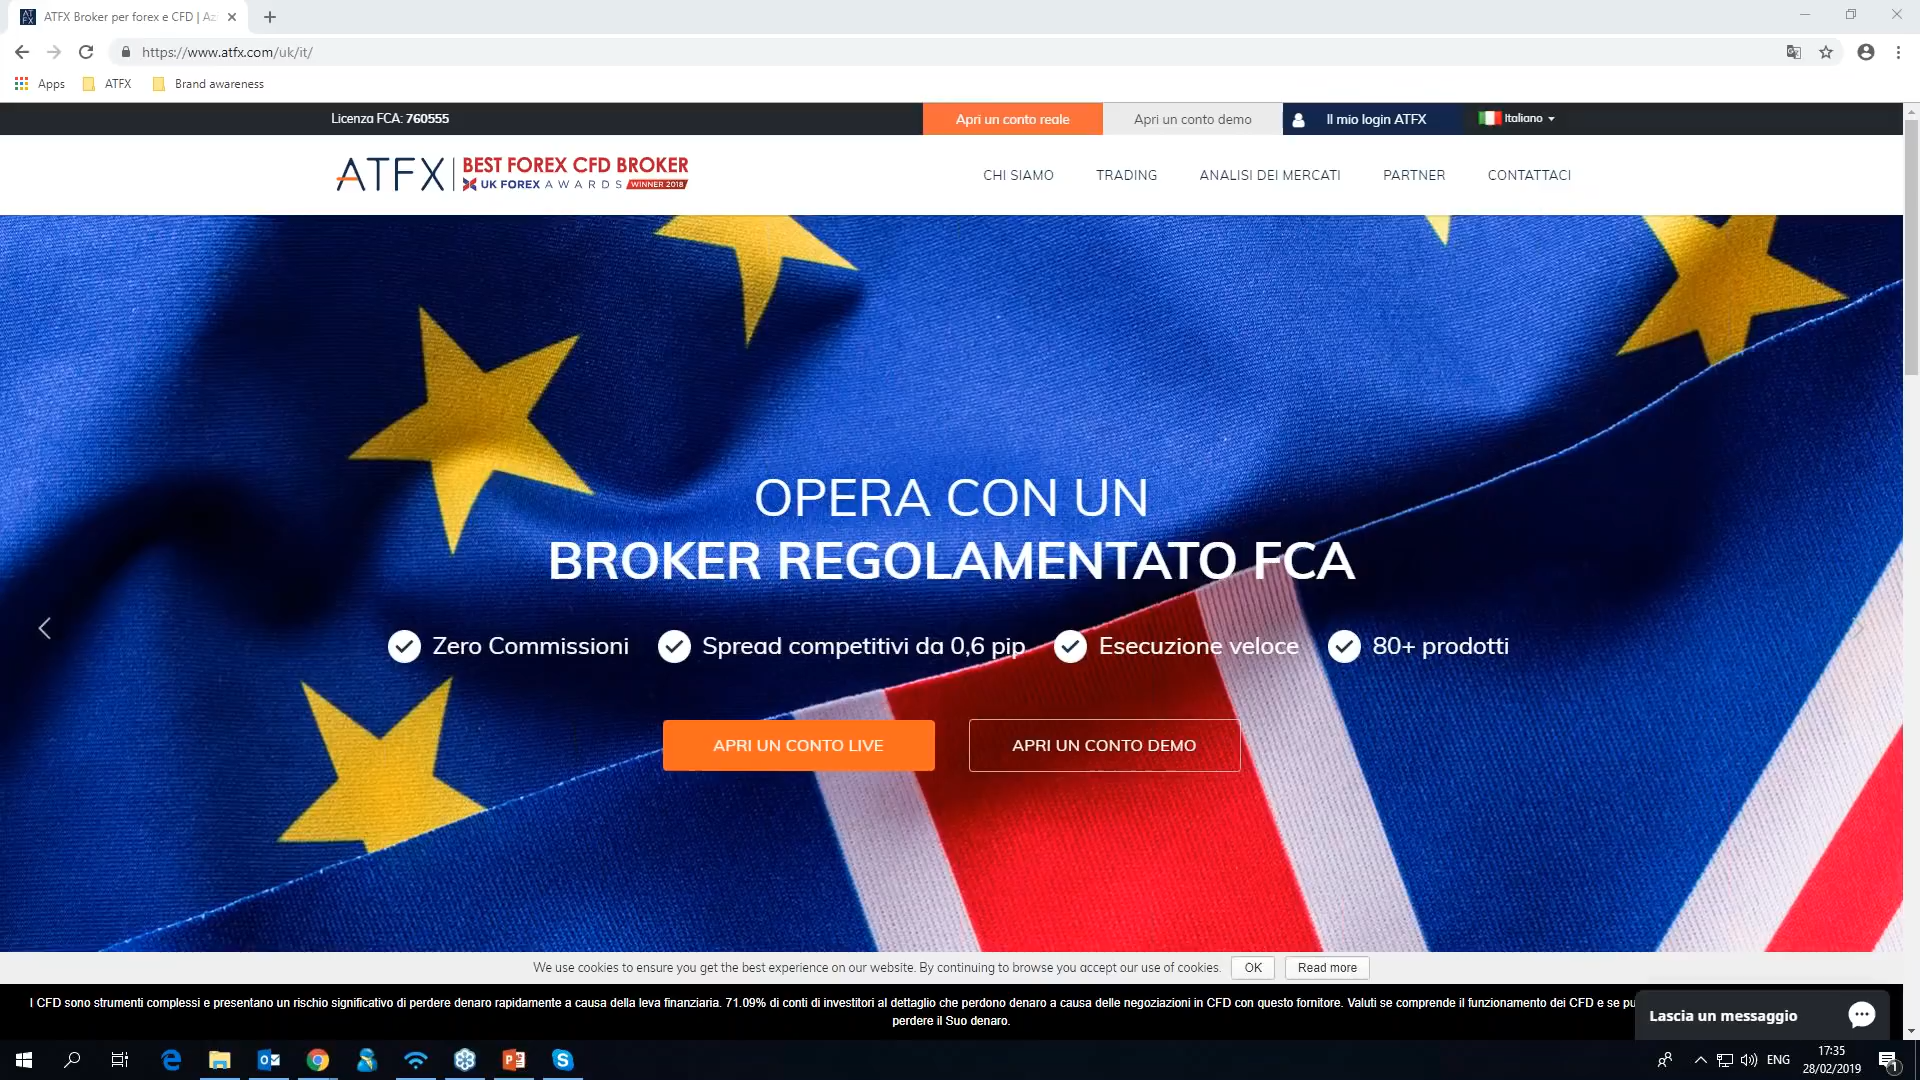 ATFX Broker per forex e CFD | Az
https://www.atfx.com/uk/it/
Apps
ATFX
Brand awareness
Licenza FCA: 760555
Apri un conto reale
Apri un conto demo
Il mio login ATFX
Italiano
ATFX
BEST FOREX CFD BROKER
UK FOREX AWARDS WINNER 2018
CHI SIAMO
TRADING
ANALISI DEI MERCATI
PARTNER
CONTATTACI
OPERA CON UN
BROKER REGOLAMENTATO FCA
Zero Commissioni
Spread competitivi da 0,6 pip
Esecuzione veloce
80+ prodotti
APRI UN CONTO LIVE
APRI UN CONTO DEMO
We use cookies to ensure you get the best experience on our website. By continuing to browse you accept our use of cookies.
OK
Read more
I CFD sono strumenti complessi e presentano un rischio significativo di perdere denaro rapidamente a causa della leva finanziaria. 71.09% di conti di investitori al dettaglio che perdono denaro a causa delle negoziazioni in CFD con questo fornitore. Valuti se comprende il funzionamento dei CFD e se pu
perdere il Suo denaro.
Lascia un messaggio
ENG
17:35
28/02/2019
1